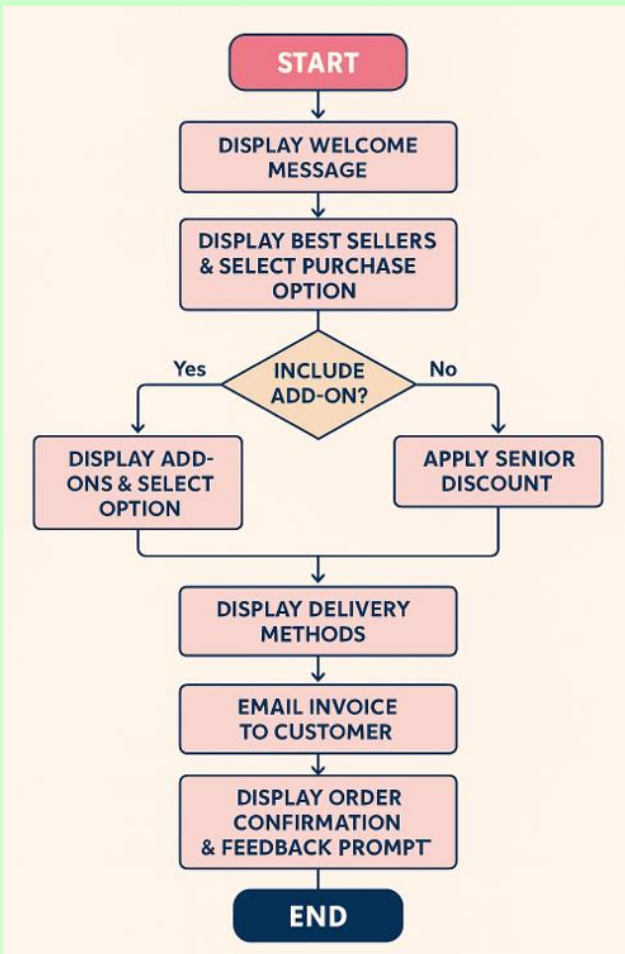 START
DISPLAY WELCOME
MESSAGE
DISPLAY BEST SELLERS
& SELECT PURCHASE
OPTION
INCLUDE
ADD-ON?
Yes
No
DISPLAY ADD-
ONS & SELECT
OPTION
APPLY SENIOR
DISCOUNT
DISPLAY DELIVERY
METHODS
EMAIL INVOICE
TO CUSTOMER
DISPLAY ORDER
CONFIRMATION
& FEEDBACK PROMPT
END